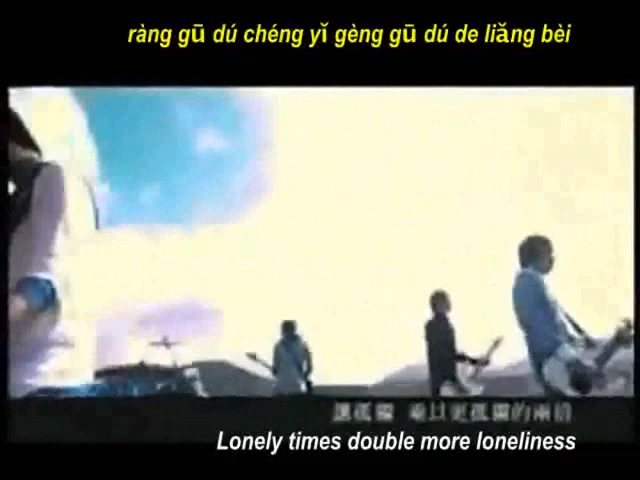 ràng gū dú chéng yǐ gèng gū dú de liǎng bèi
讓孤獨 乘以更孤獨的兩倍
Lonely times double more loneliness